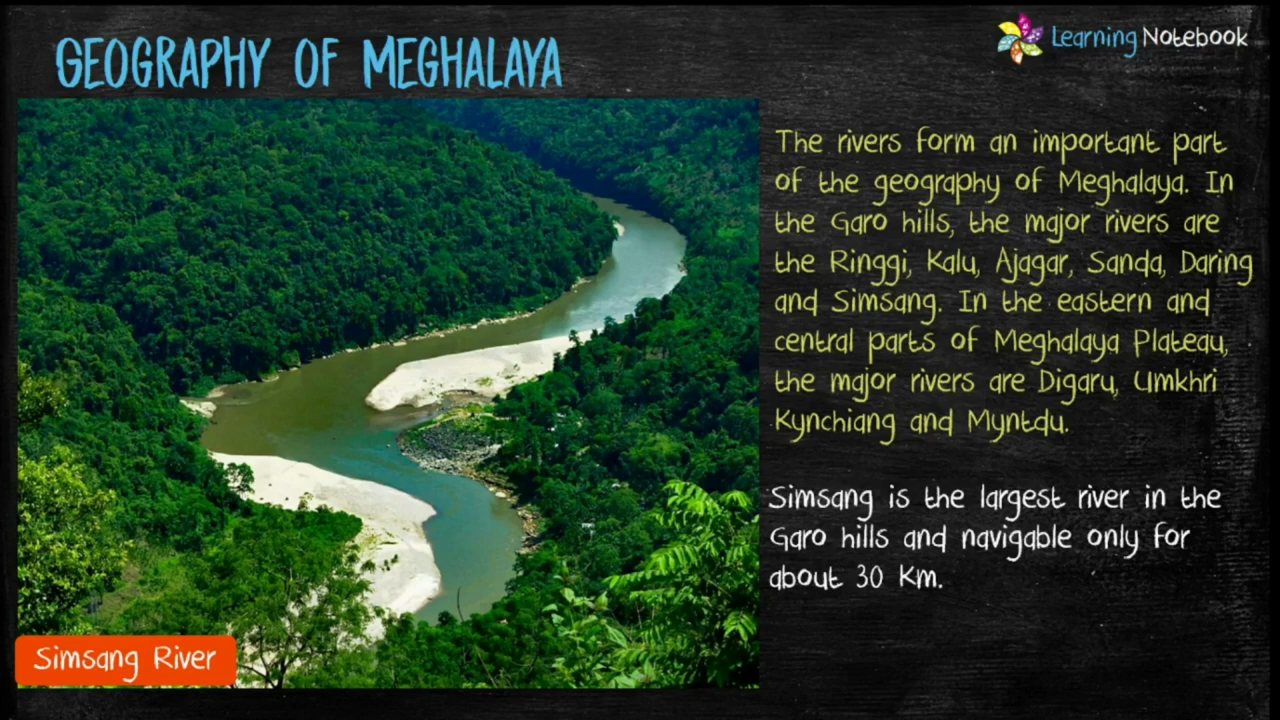 GEOGRAPHY OF MEGHALAYA
Learning Notebook
The rivers form an important part
of the geography of Meghalaya. In
the Garo hills, the major rivers are
the Ringgi, Kalu, Ajagar, Sanda, Daring
and Simsang. In the eastern and
central parts of Meghalaya Plateau,
the major rivers are Digaru, Umkhri
Kynchiang and Myntdu.
Simsang is the largest river in the
Garo hills and navigable only for
about 30 Km.
Simsang River